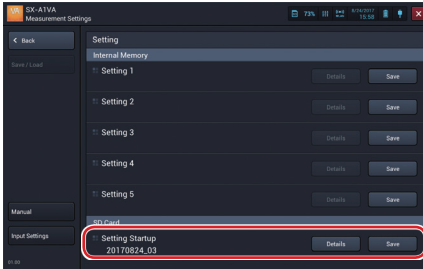 SX-A1VA
Measurement Settings
73%
8/24/2017
15:58
Back
Setting
Internal Memory
Save / Load
Setting 1
Details
Save
Setting 2
Details
Save
Setting 3
Details
Save
Setting 4
Details
Save
Setting 5
Details
Save
Manual
SD Card
Input Settings
Setting Startup
20170824_03
Details
Save
01.00